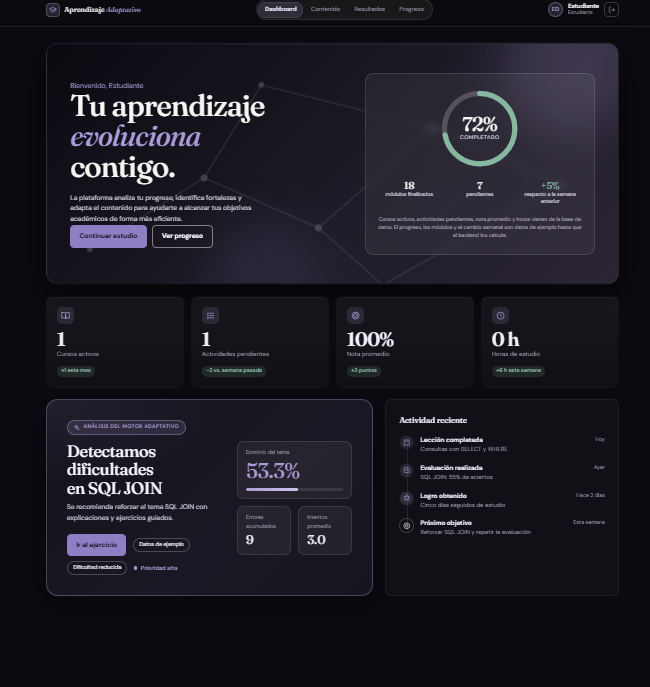 Aprendizaje Adaptativo
Dashboard
Contenido
Resultados
Progreso
ED
Estudiante
Estudiante
Bienvenido, Estudiante
Tu aprendizaje
evoluciona
contigo.
La plataforma analiza tu progreso, identifica fortalezas y
adapta el contenido para ayudarte a alcanzar tus objetivos
académicos de forma más eficiente.
Continuar estudio
Ver progreso
72%
COMPLETADO
18
módulos finalizados
7
pendientes
+5%
respecto a la semana
anterior
Cursos activos, actividades pendientes, nota promedio y horas vienen de la base de
datos. El progreso, los módulos y el cambio semanal son datos de ejemplo hasta que
el backend los calcule.
1
Cursos activos
+1 este mes
1
Actividades pendientes
-2 vs. semana pasada
100%
Nota promedio
+3 puntos
0 h
Horas de estudio
+6 h esta semana
ANÁLISIS DEL MOTOR ADAPTATIVO
Detectamos
dificultades
en SQL JOIN
Se recomienda reforzar el tema SQL JOIN con
explicaciones y ejercicios guiados.
Ir al ejercicio
Datos de ejemplo
Dificultad reducida
Prioridad alta
Dominio del tema
53.3%
Errores
acumulados
9
Intentos
promedio
3.0
Actividad reciente
Lección completada
Hoy
Consultas con SELECT y WHERE
Evaluación realizada
Ayer
SQL JOIN; 55% de aciertos
Logro obtenido
Hace 2 días
Cinco días seguidos de estudio
Próximo objetivo
Esta semana
Reforzar SQL JOIN y repetir la evaluación